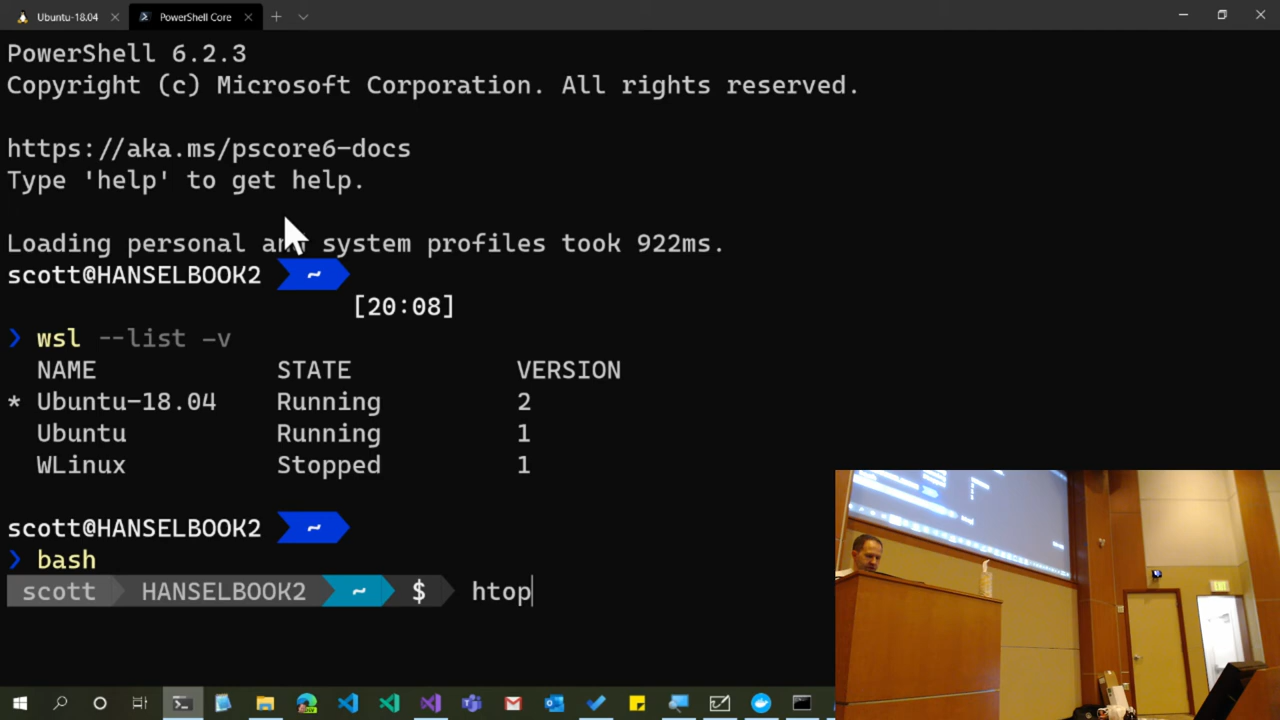 Ubuntu-18.04
PowerShell Core
PowerShell 6.2.3
Copyright (c) Microsoft Corporation. All rights reserved.
https://aka.ms/pscore6-docs
Type 'help' to get help.
Loading personal and system profiles took 922ms.
scott@HANSELBOOK2 ~
[20:08]
❯ wsl --list -v
NAME STATE VERSION
* Ubuntu-18.04 Running 2
Ubuntu Running 1
WLinux Stopped 1
scott@HANSELBOOK2 ~
❯ bash
scott HANSELBOOK2 ~ $ htop